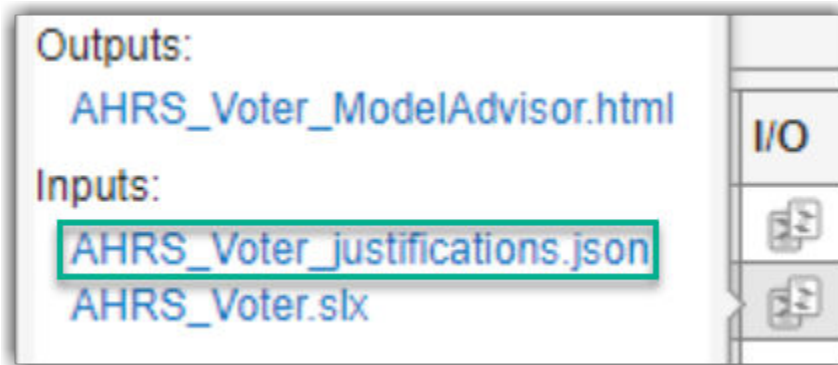 Outputs:
AHRS_Voter_ModelAdvisor.html
I/O
Inputs:
AHRS_Voter_justifications.json
AHRS_Voter.slx